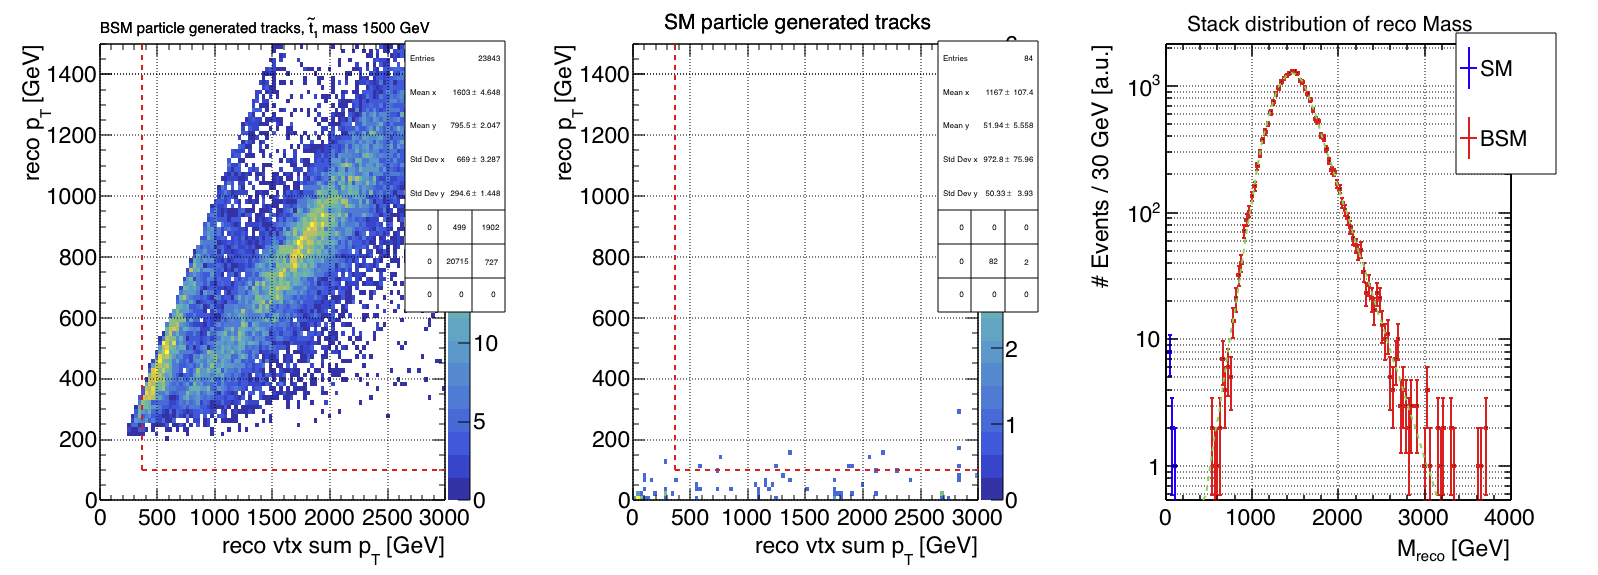 BSM particle generated tracks, t̃₁ mass 1500 GeV
reco pT [GeV]
1400
1200
1000
800
600
400
200
0
0 500 1000 1500 2000 2500 3000
reco vtx sum pT [GeV]
Entries 23843
Mean x 1603 ± 4.648
Mean y 795.5 ± 2.047
Std Dev x 669 ± 3.287
Std Dev y 294.6 ± 1.448
0 499 1902
0 20715 727
0 0 0
10
5
0
SM particle generated tracks
reco pT [GeV]
1400
1200
1000
800
600
400
200
0
0 500 1000 1500 2000 2500 3000
reco vtx sum pT [GeV]
Entries 84
Mean x 1167 ± 107.4
Mean y 51.94 ± 5.558
Std Dev x 972.8 ± 75.96
Std Dev y 50.33 ± 3.93
0 0 0
0 82 2
0 0 0
2
1
0
Stack distribution of reco Mass
# Events / 30 GeV [a.u.]
10³
10²
10
1
0 1000 2000 3000 4000
Mreco [GeV]
SM
BSM